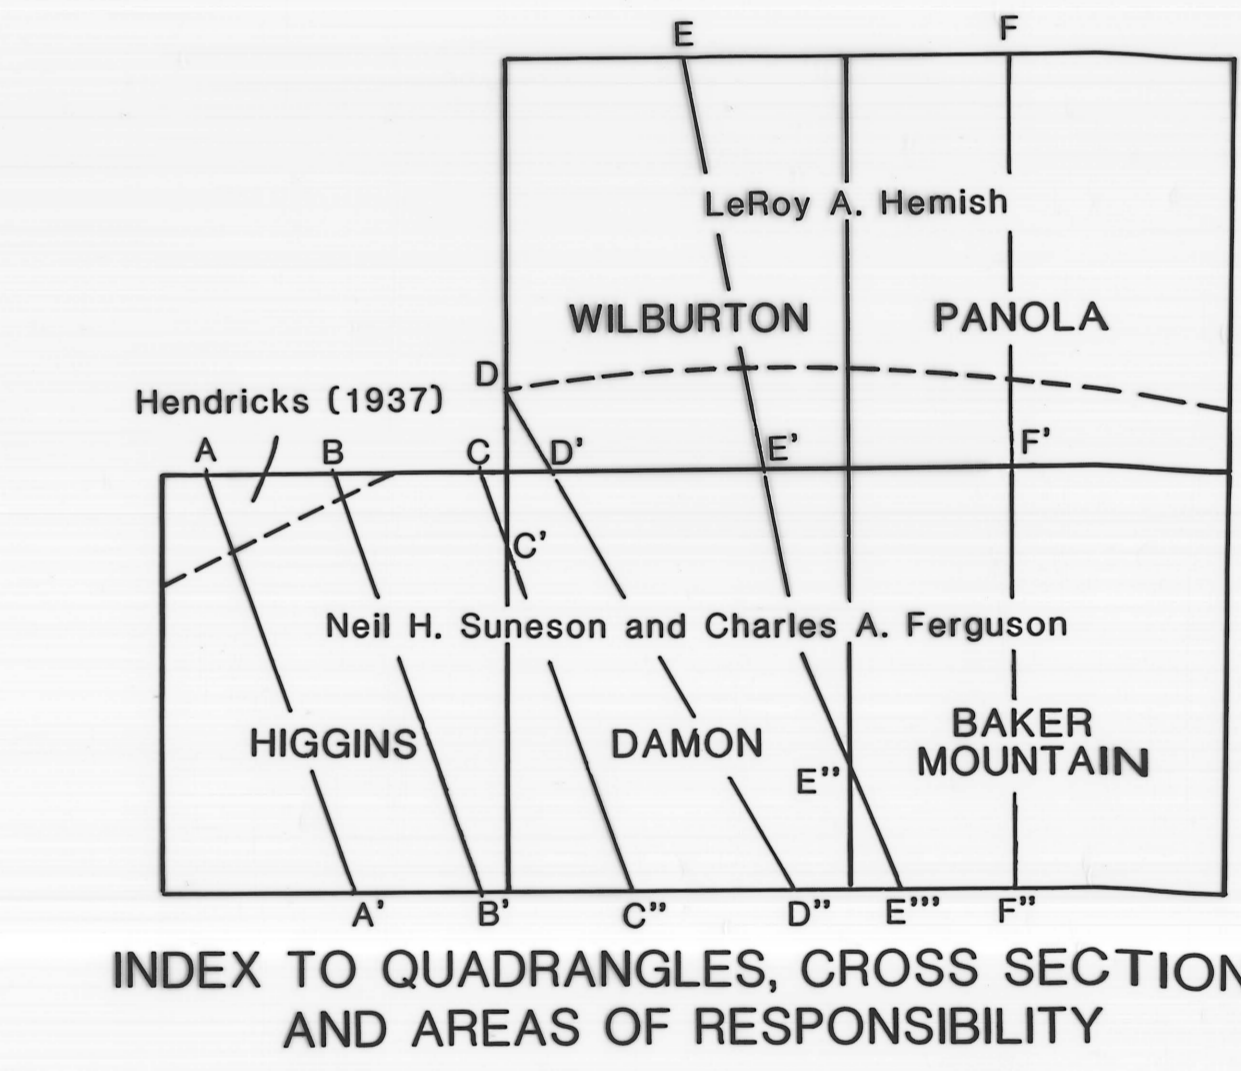 E F
LeRoy A. Hemish
WILBURTON PANOLA
D
Hendricks (1937)
A B C D' E' F'
C'
Neil H. Suneson and Charles A. Ferguson
HIGGINS DAMON BAKER
MOUNTAIN
E''
A' B' C'' D'' E''' F''
INDEX TO QUADRANGLES, CROSS SECTION
AND AREAS OF RESPONSIBILITY